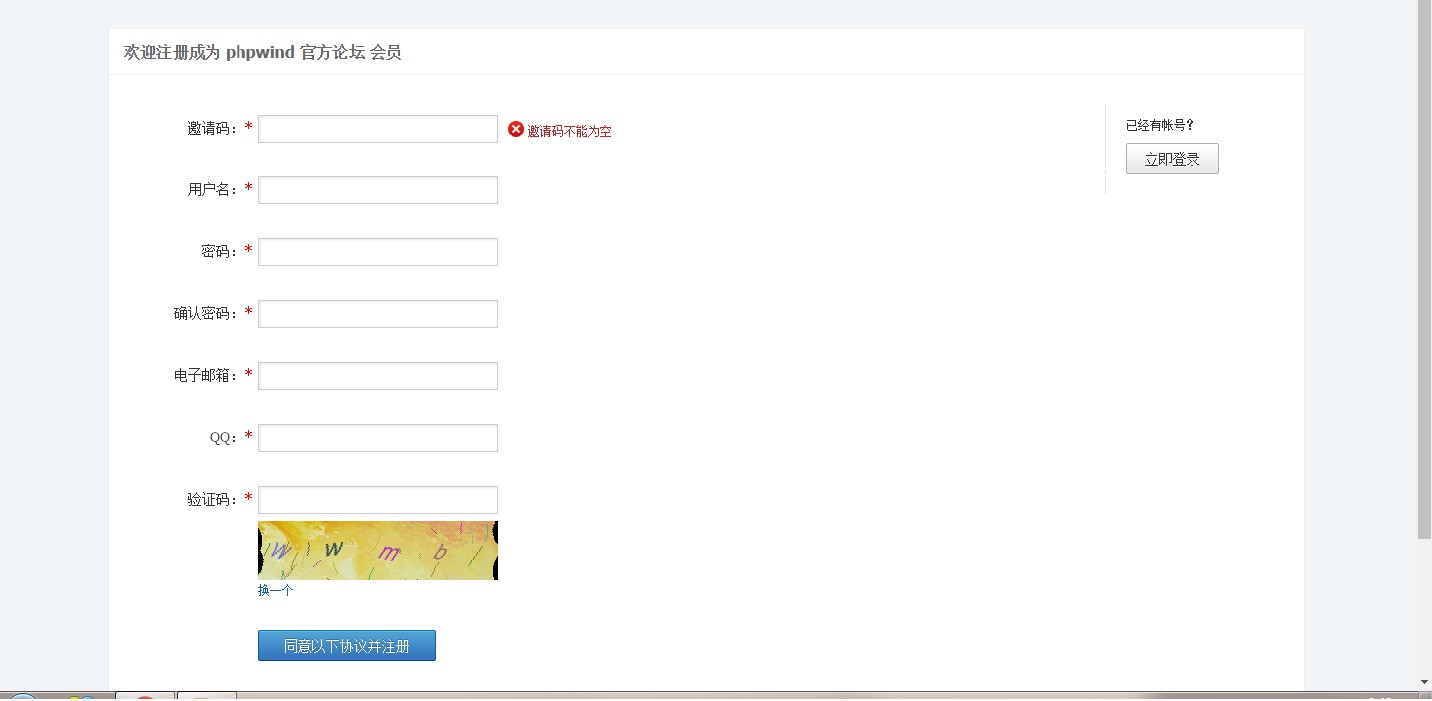 欢迎注册成为 phpwind 官方论坛 会员
邀请码：*
邀请码不能为空
已经有帐号？
立即登录
用户名：*
密码：*
确认密码：*
电子邮箱：*
QQ：*
验证码：*
w w m b
换一个
同意以下协议并注册